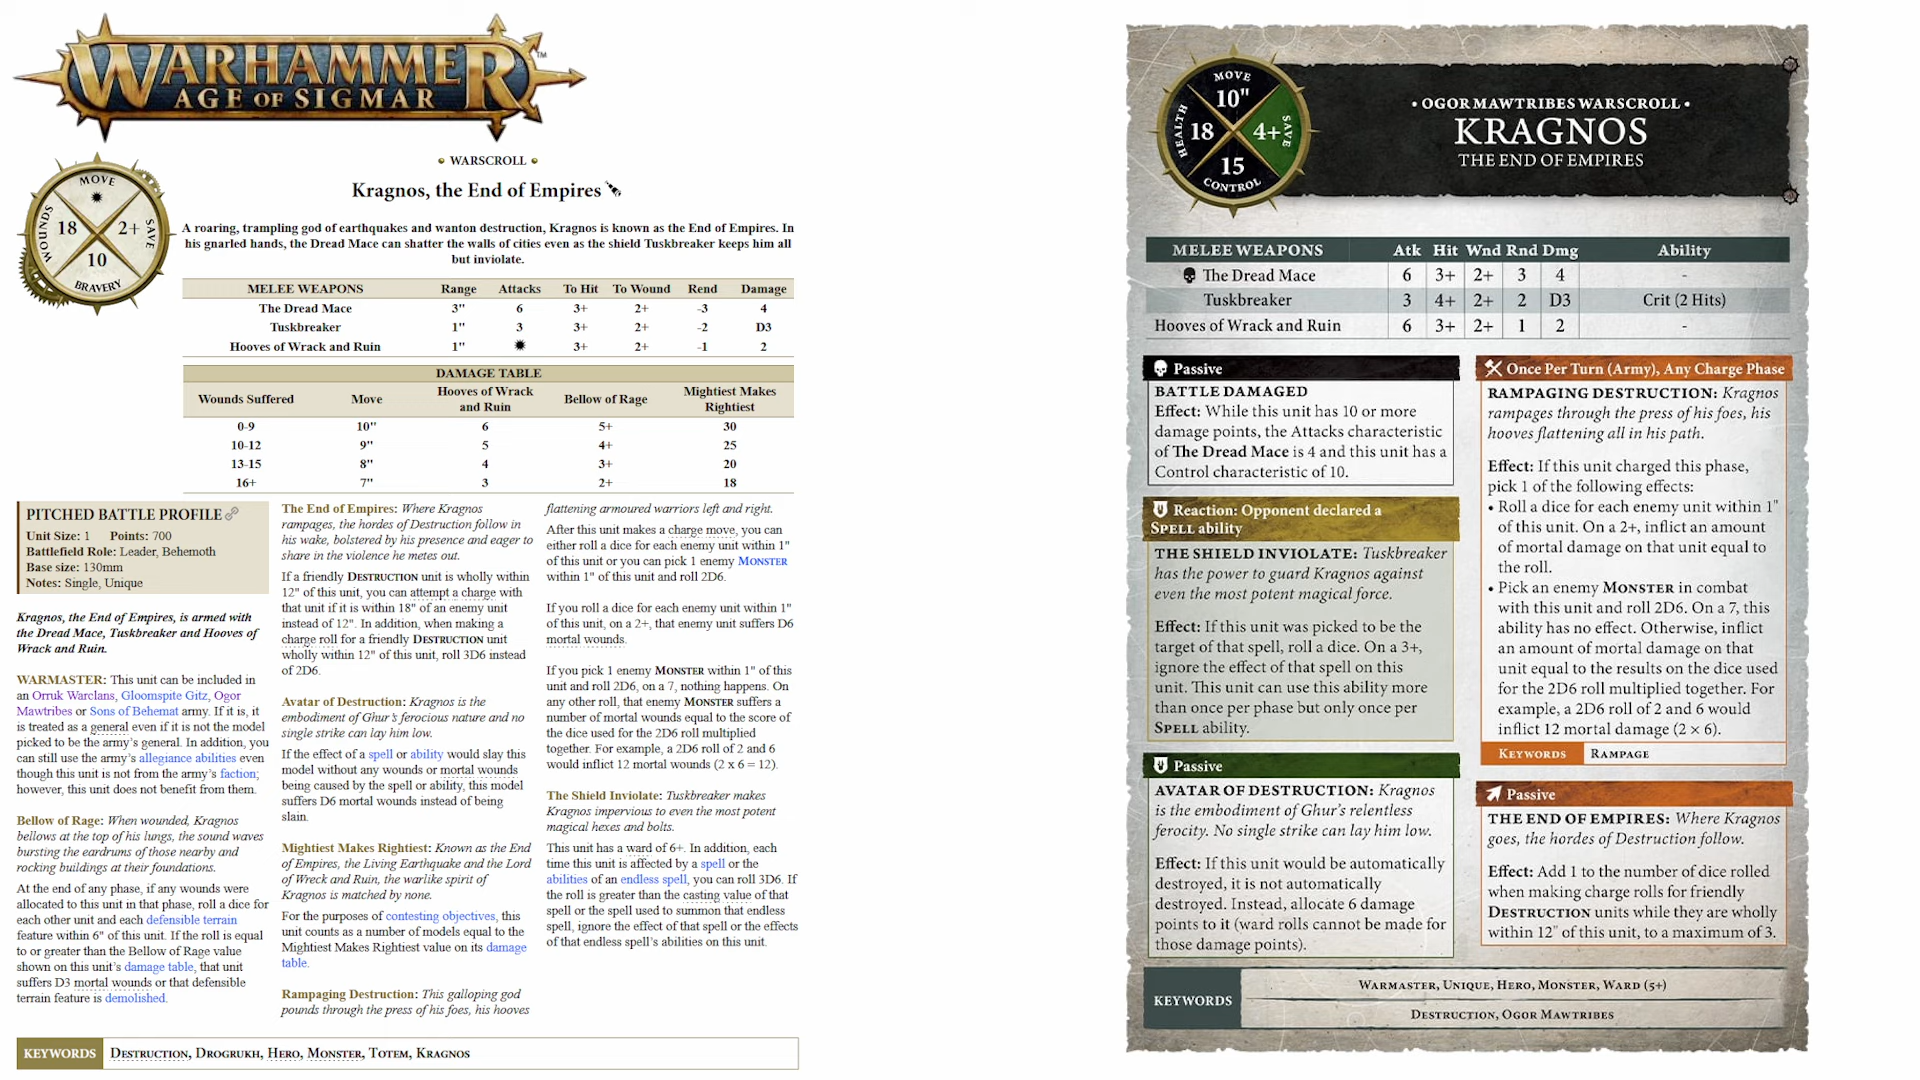 WARHAMMER
AGE OF SIGMAR
• WARSCROLL •
Kragnos, the End of Empires
MOVE
WOUNDS
18
2+
SAVE
10
BRAVERY
A roaring, trampling god of earthquakes and wanton destruction, Kragnos is known as the End of Empires. In
his gnarled hands, the Dread Mace can shatter the walls of cities even as the shield Tuskbreaker keeps him all
but inviolate.
MELEE WEAPONS Range Attacks To Hit To Wound Rend Damage
The Dread Mace 3" 6 3+ 2+ -3 4
Tuskbreaker 1" 3 3+ 2+ -2 D3
Hooves of Wrack and Ruin 1" 3+ 2+ -1 2
DAMAGE TABLE
Wounds Suffered Move Hooves of Wrack and Ruin Bellow of Rage Mightiest Makes Rightiest
0-9 10" 6 5+ 30
10-12 9" 5 4+ 25
13-15 8" 4 3+ 20
16+ 7" 3 2+ 18
PITCHED BATTLE PROFILE
Unit Size: 1 Points: 700
Battlefield Role: Leader, Behemoth
Base size: 130mm
Notes: Single, Unique
Kragnos, the End of Empires, is armed with
the Dread Mace, Tuskbreaker and Hooves of
Wrack and Ruin.
WARMASTER: This unit can be included in
an Orruk Warclans, Gloomspite Gitz, Ogor
Mawtribes or Sons of Behemat army. If it is, it
is treated as a general even if it is not the model
picked to be the army's general. In addition, you
can still use the army's allegiance abilities even
though this unit is not from the army's faction;
however, this unit does not benefit from them.
Bellow of Rage: When wounded, Kragnos
bellows at the top of his lungs, the sound waves
bursting the eardrums of those nearby and
rocking buildings at their foundations.
At the end of any phase, if any wounds were
allocated to this unit in that phase, roll a dice for
each other unit and each defensible terrain
feature within 6" of this unit. If the roll is equal
to or greater than the Bellow of Rage value
shown on this unit's damage table, that unit
suffers D3 mortal wounds or that defensible
terrain feature is demolished.
The End of Empires: Where Kragnos
rampages, the hordes of Destruction follow in
his wake, bolstered by his presence and eager to
share in the violence he metes out.
If a friendly DESTRUCTION unit is wholly within
12" of this unit, you can attempt a charge with
that unit if it is within 18" of an enemy unit
instead of 12". In addition, when making a
charge roll for a friendly DESTRUCTION unit
wholly within 12" of this unit, roll 3D6 instead
of 2D6.
Avatar of Destruction: Kragnos is the
embodiment of Ghur's ferocious nature and no
single strike can lay him low.
If the effect of a spell or ability would slay this
model without any wounds or mortal wounds
being caused by the spell or ability, this model
suffers D6 mortal wounds instead of being
slain.
Mightiest Makes Rightiest: Known as the End
of Empires, the Living Earthquake and the Lord
of Wreck and Ruin, the warlike spirit of
Kragnos is matched by none.
For the purposes of contesting objectives, this
unit counts as a number of models equal to the
Mightiest Makes Rightiest value on its damage
table.
Rampaging Destruction: This galloping god
pounds through the press of his foes, his hooves
flattening armoured warriors left and right.
After this unit makes a charge move, you can
either roll a dice for each enemy unit within 1"
of this unit or you can pick 1 enemy MONSTER
within 1" of this unit and roll 2D6.
If you roll a dice for each enemy unit within 1"
of this unit, on a 2+, that enemy unit suffers D6
mortal wounds.
If you pick 1 enemy MONSTER within 1" of this
unit and roll 2D6, on a 7, nothing happens. On
any other roll, that enemy MONSTER suffers a
number of mortal wounds equal to the score of
the dice used for the 2D6 roll multiplied
together. For example, a 2D6 roll of 2 and 6
would inflict 12 mortal wounds (2 x 6 = 12).
The Shield Inviolate: Tuskbreaker makes
Kragnos impervious to even the most potent
magical hexes and bolts.
This unit has a ward of 6+. In addition, each
time this unit is affected by a spell or the
abilities of an endless spell, you can roll 3D6. If
the roll is greater than the casting value of that
spell or the spell used to summon that endless
spell, ignore the effect of that spell or the effects
of that endless spell's abilities on this unit.
KEYWORDS DESTRUCTION, DROGRUKH, HERO, MONSTER, TOTEM, KRAGNOS
MOVE
10"
HEALTH
18
4+
SAVE
15
CONTROL
• OGOR MAWTRIBES WARSCROLL •
KRAGNOS
THE END OF EMPIRES
MELEE WEAPONS Atk Hit Wnd Rnd Dmg Ability
The Dread Mace 6 3+ 2+ 3 4 -
Tuskbreaker 3 4+ 2+ 2 D3 Crit (2 Hits)
Hooves of Wrack and Ruin 6 3+ 2+ 1 2 -
Passive
BATTLE DAMAGED
Effect: While this unit has 10 or more
damage points, the Attacks characteristic
of The Dread Mace is 4 and this unit has a
Control characteristic of 10.
Reaction: Opponent declared a
SPELL ability
THE SHIELD INVIOLATE: Tuskbreaker
has the power to guard Kragnos against
even the most potent magical force.
Effect: If this unit was picked to be the
target of that spell, roll a dice. On a 3+,
ignore the effect of that spell on this
unit. This unit can use this ability more
than once per phase but only once per
SPELL ability.
Passive
AVATAR OF DESTRUCTION: Kragnos
is the embodiment of Ghur's relentless
ferocity. No single strike can lay him low.
Effect: If this unit would be automatically
destroyed, it is not automatically
destroyed. Instead, allocate 6 damage
points to it (ward rolls cannot be made for
those damage points).
Once Per Turn (Army), Any Charge Phase
RAMPAGING DESTRUCTION: Kragnos
rampages through the press of his foes, his
hooves flattening all in his path.
Effect: If this unit charged this phase,
pick 1 of the following effects:
• Roll a dice for each enemy unit within 1"
of this unit. On a 2+, inflict an amount
of mortal damage on that unit equal to
the roll.
• Pick an enemy MONSTER in combat
with this unit and roll 2D6. On a 7, this
ability has no effect. Otherwise, inflict
an amount of mortal damage on that
unit equal to the results on the dice used
for the 2D6 roll multiplied together. For
example, a 2D6 roll of 2 and 6 would
inflict 12 mortal damage (2 × 6).
KEYWORDS RAMPAGE
Passive
THE END OF EMPIRES: Where Kragnos
goes, the hordes of Destruction follow.
Effect: Add 1 to the number of dice rolled
when making charge rolls for friendly
DESTRUCTION units while they are wholly
within 12" of this unit, to a maximum of 3.
KEYWORDS
WARMASTER, UNIQUE, HERO, MONSTER, WARD (5+)
DESTRUCTION, OGOR MAWTRIBES